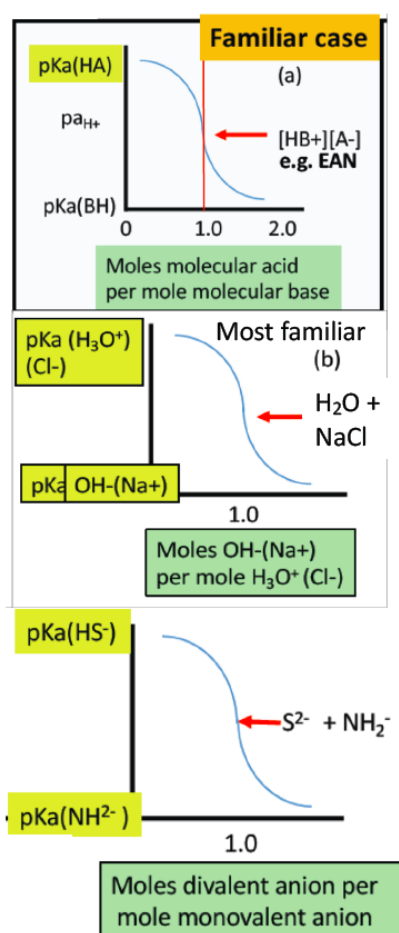 Familiar case
pKa(HA)
(a)
paH+
[HB+][A-]
e.g. EAN
pKa(BH)
0
1.0
2.0
Moles molecular acid
per mole molecular base
Most familiar
pKa (H₃O⁺)
(Cl-)
(b)
H₂O +
NaCl
pKa
OH-(Na+)
1.0
Moles OH-(Na+)
per mole H₃O⁺ (Cl-)
pKa(HS⁻)
S²⁻ + NH₂⁻
pKa(NH²⁻ )
1.0
Moles divalent anion per
mole monovalent anion